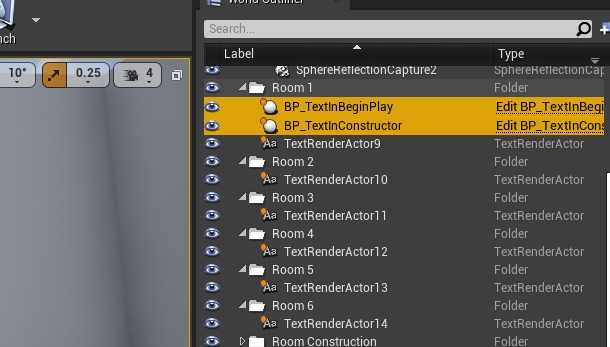 World Outliner
Search...
nch
Label Type
10° 0.25 4
SphereReflectionCapture2 SphereReflectionCap
Room 1 Folder
BP_TextInBeginPlay Edit BP_TextInBegi
BP_TextInConstructor Edit BP_TextInCons
TextRenderActor9 TextRenderActor
Room 2 Folder
TextRenderActor10 TextRenderActor
Room 3 Folder
TextRenderActor11 TextRenderActor
Room 4 Folder
TextRenderActor12 TextRenderActor
Room 5 Folder
TextRenderActor13 TextRenderActor
Room 6 Folder
TextRenderActor14 TextRenderActor
Room Construction Folder